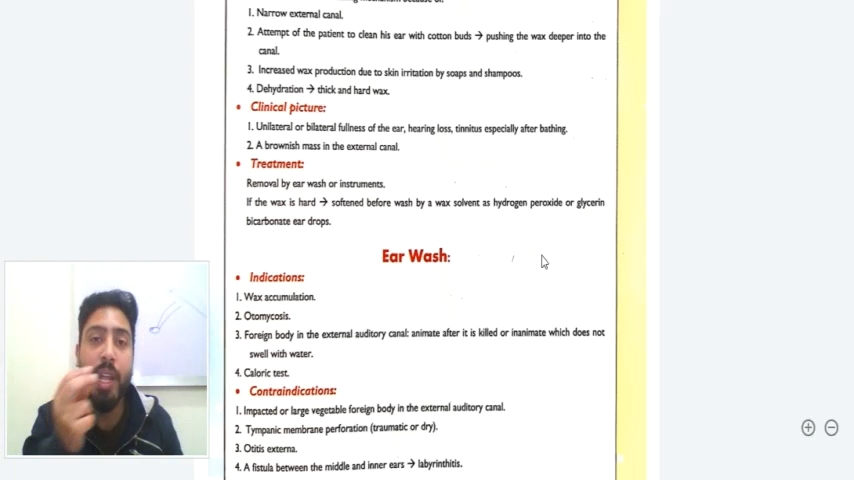 1. Narrow external canal.
2. Attempt of the patient to clean his ear with cotton buds → pushing the wax deeper into the
canal.
3. Increased wax production due to skin irritation by soaps and shampoos.
4. Dehydration → thick and hard wax.
• Clinical picture:
1. Unilateral or bilateral fullness of the ear, hearing loss, tinnitus especially after bathing.
2. A brownish mass in the external canal.
• Treatment:
Removal by ear wash or instruments.
If the wax is hard → softened before wash by a wax solvent as hydrogen peroxide or glycerin
bicarbonate ear drops.
Ear Wash:
• Indications:
1. Wax accumulation.
2. Otomycosis.
3. Foreign body in the external auditory canal: animate after it is killed or inanimate which does not
swell with water.
4. Caloric test.
• Contraindications:
1. Impacted or large vegetable foreign body in the external auditory canal.
2. Tympanic membrane perforation (traumatic or dry).
3. Otitis externa.
4. A fistula between the middle and inner ears → labyrinthitis.